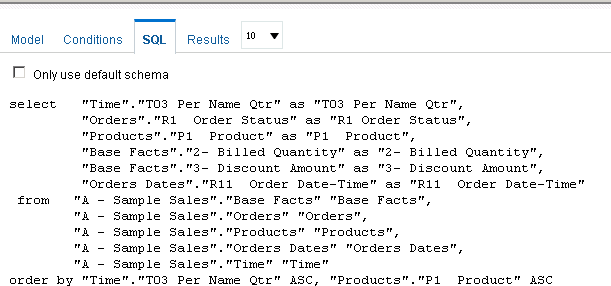 Model Conditions SQL Results 10
Only use default schema
select "Time"."T03 Per Name Qtr" as "T03 Per Name Qtr",
"Orders"."R1  Order Status" as "R1 Order Status",
"Products"."P1  Product" as "P1  Product",
"Base Facts"."2- Billed Quantity" as "2- Billed Quantity",
"Base Facts"."3- Discount Amount" as "3- Discount Amount",
"Orders Dates"."R11  Order Date-Time" as "R11  Order Date-Time"
from "A - Sample Sales"."Base Facts" "Base Facts",
"A - Sample Sales"."Orders" "Orders",
"A - Sample Sales"."Products" "Products",
"A - Sample Sales"."Orders Dates" "Orders Dates",
"A - Sample Sales"."Time" "Time"
order by "Time"."T03 Per Name Qtr" ASC, "Products"."P1  Product" ASC